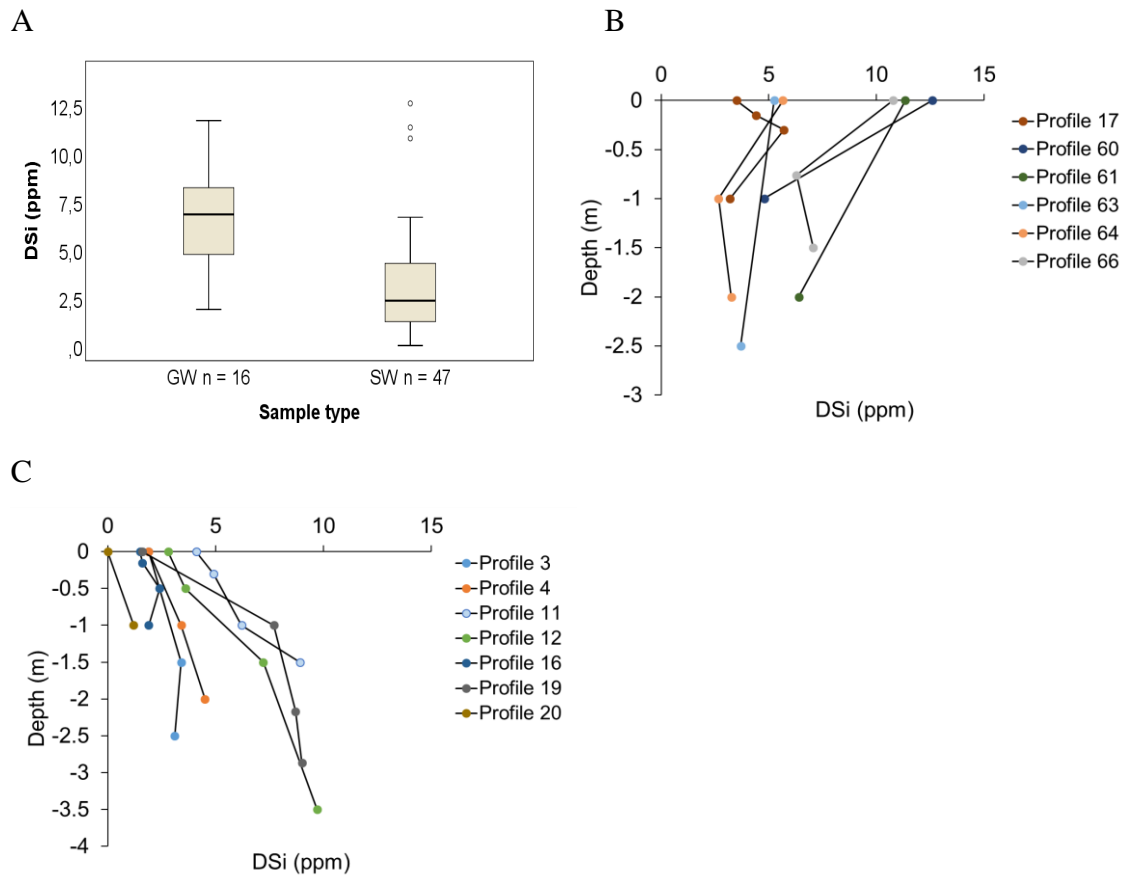 A
12,5
10,0
7,5
5,0
2,5
,0
DSi (ppm)
GW n = 16
SW n = 47
Sample type
B
0 5 10 15
0
-0.5
-1
-1.5
-2
-2.5
-3
Depth (m)
DSi (ppm)
Profile 17
Profile 60
Profile 61
Profile 63
Profile 64
Profile 66
C
0 5 10 15
0
-0.5
-1
-1.5
-2
-2.5
-3
-3.5
-4
Depth (m)
DSi (ppm)
Profile 3
Profile 4
Profile 11
Profile 12
Profile 16
Profile 19
Profile 20